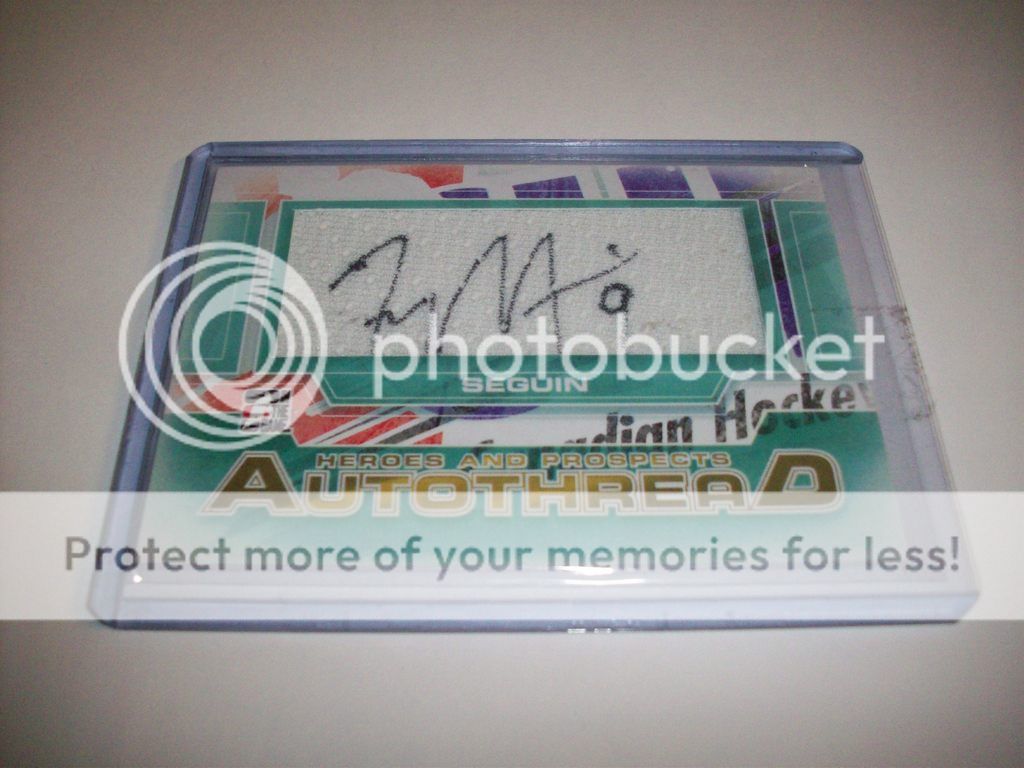 photobucket
SEGUIN
Canadian Hockey
HEROES AND PROSPECTS
AUTOTHREAD
Protect more of your memories for less!